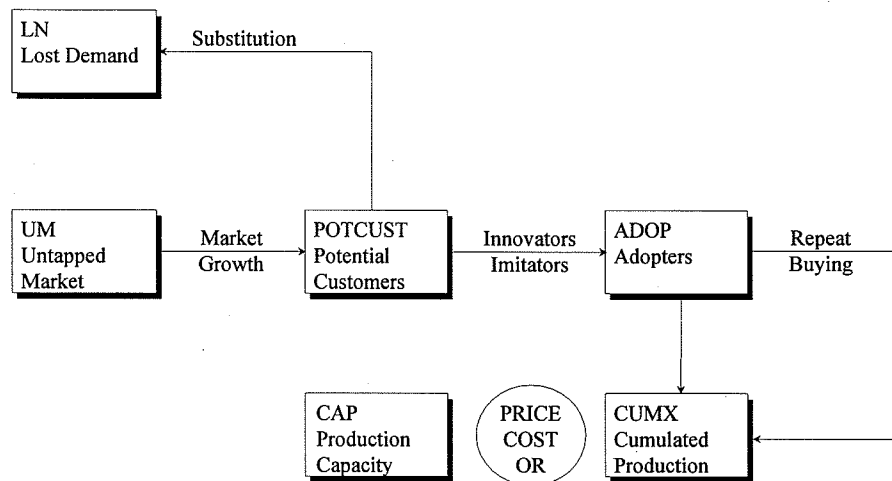 LN
Lost Demand
Substitution
UM
Untapped
Market
Market
Growth
POTCUST
Potential
Customers
Innovators
Imitators
ADOP
Adopters
Repeat
Buying
CAP
Production
Capacity
PRICE
COST
OR
CUMX
Cumulated
Production